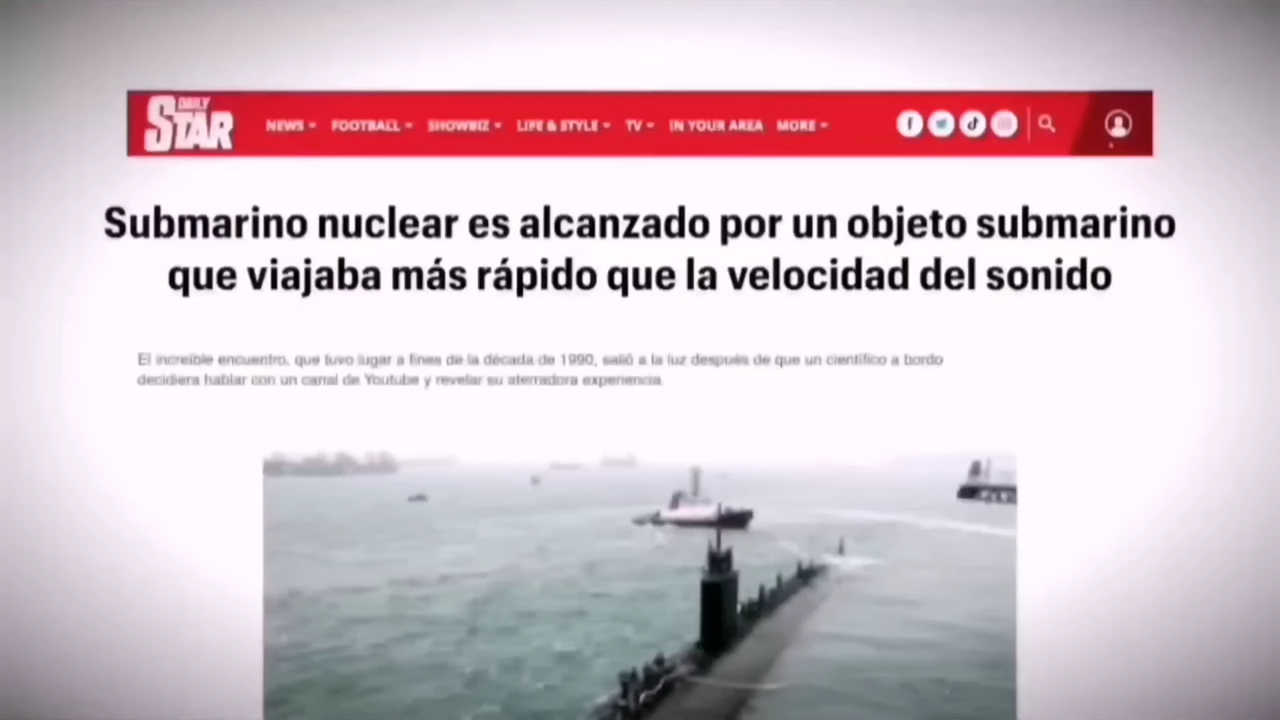 DAILY
STAR
NEWS FOOTBALL SHOWBIZ LIFE & STYLE TV IN YOUR AREA MORE
Submarino nuclear es alcanzado por un objeto submarino
que viajaba más rápido que la velocidad del sonido
El increíble encuentro, que tuvo lugar a fines de la década de 1990, salió a la luz después de que un científico a bordo
decidiera hablar con un canal de Youtube y revelar su aterradora experiencia.